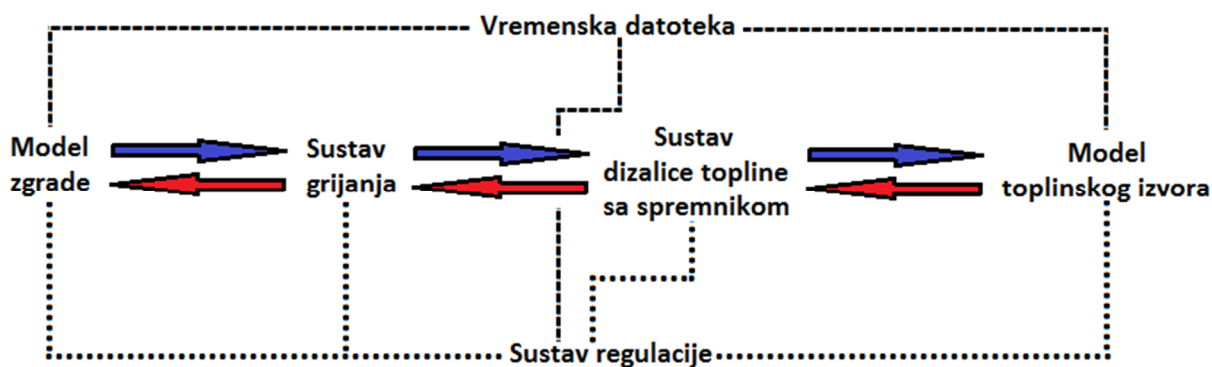 Vremenska datoteka
Model
zgrade
Sustav
grijanja
Sustav
dizalice topline
sa spremnikom
Model
toplinskog izvora
Sustav regulacije